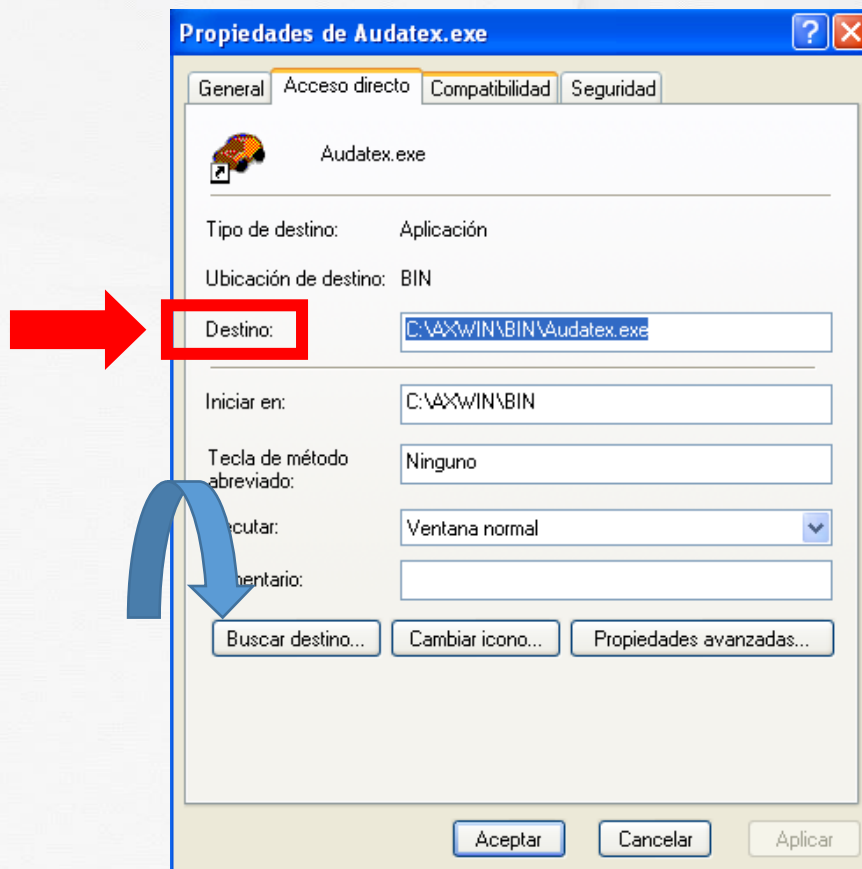 Propiedades de Audatex.exe
General Acceso directo Compatibilidad Seguridad
Audatex.exe
Tipo de destino: Aplicación
Ubicación de destino: BIN
Destino: C:\AXWIN\BIN\Audatex.exe
Iniciar en: C:\AXWIN\BIN
Tecla de método abreviado: Ninguno
Ventana normal
Buscar destino... Cambiar icono... Propiedades avanzadas...
Aceptar Cancelar Aplicar